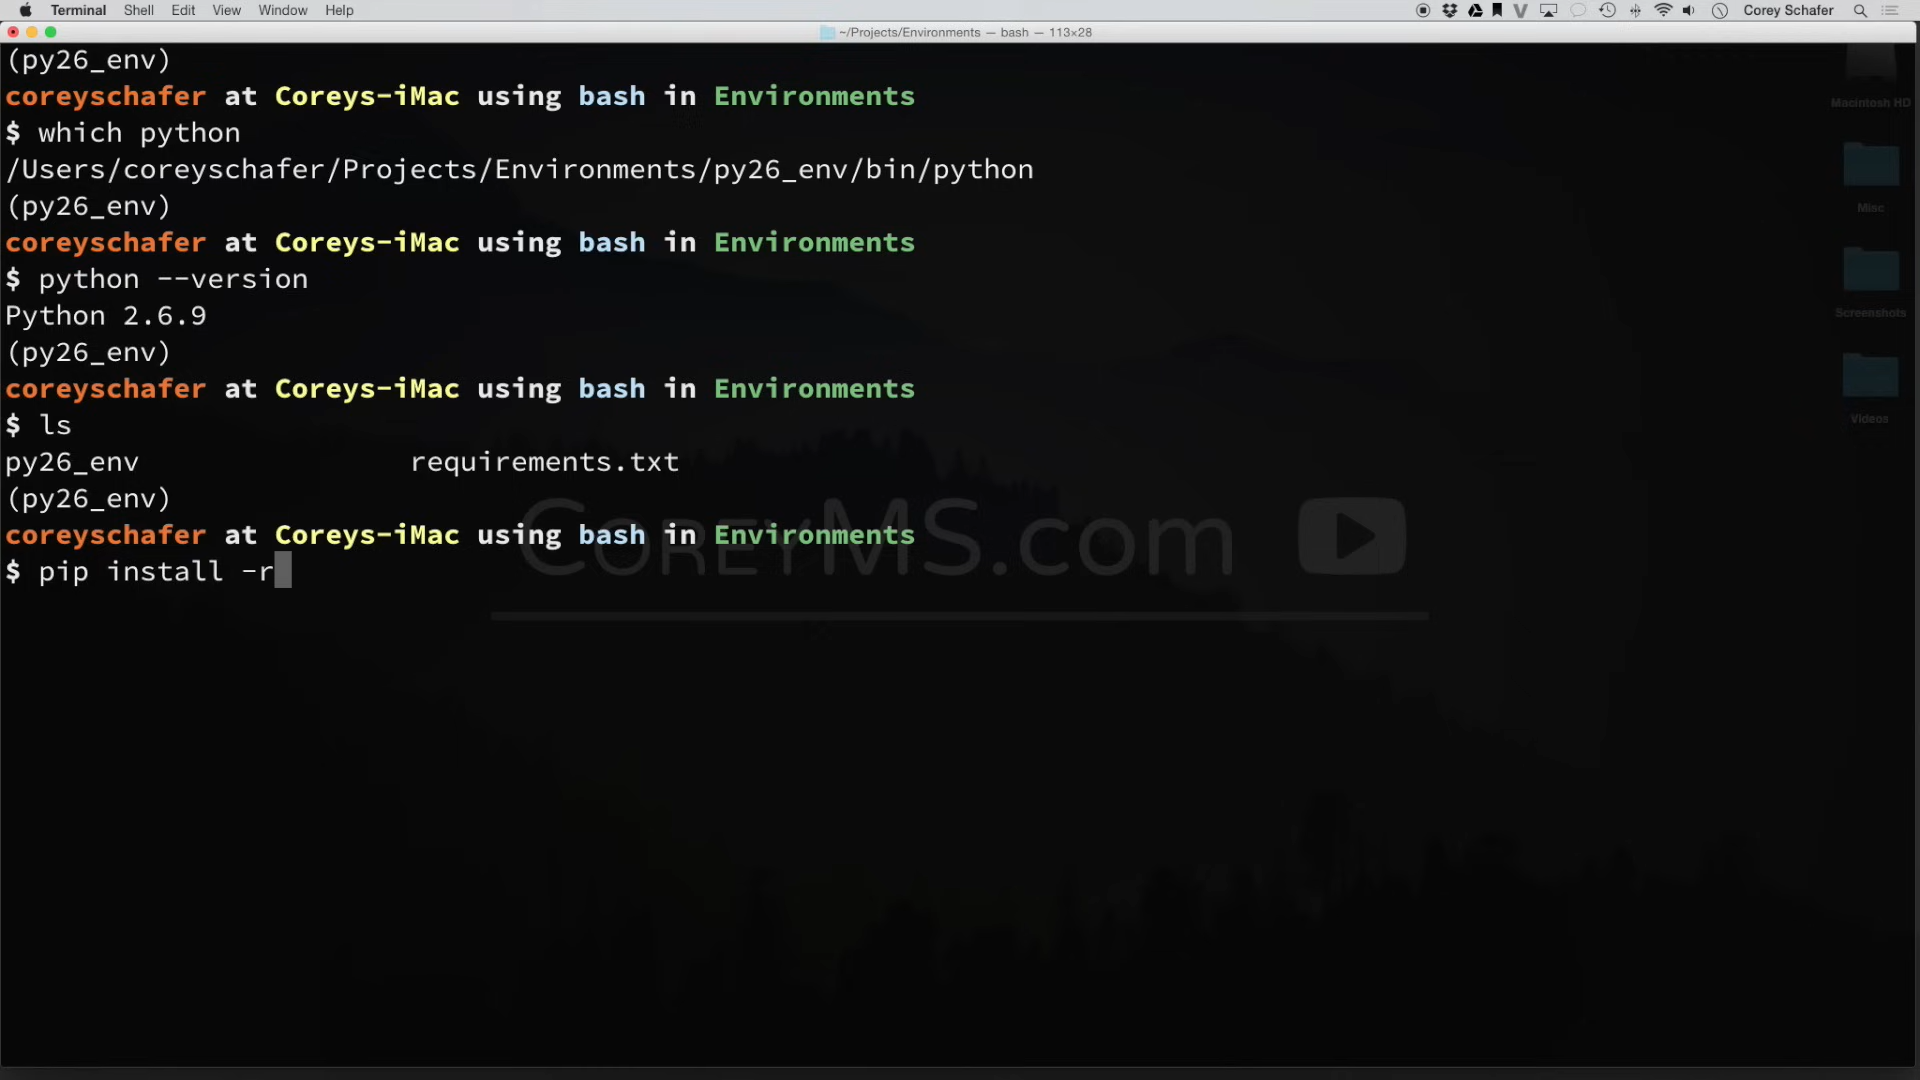 Terminal Shell Edit View Window Help Corey Schafer
~/Projects/Environments — bash — 113×28
(py26_env)
coreyschafer at Coreys-iMac using bash in Environments
$ which python
/Users/coreyschafer/Projects/Environments/py26_env/bin/python
(py26_env)
coreyschafer at Coreys-iMac using bash in Environments
$ python --version
Python 2.6.9
(py26_env)
coreyschafer at Coreys-iMac using bash in Environments
$ ls
py26_env requirements.txt
(py26_env)
coreyschafer at Coreys-iMac using bash in Environments
$ pip install -r
CoreyMS.com
Macintosh HD
Misc
Screenshots
Videos